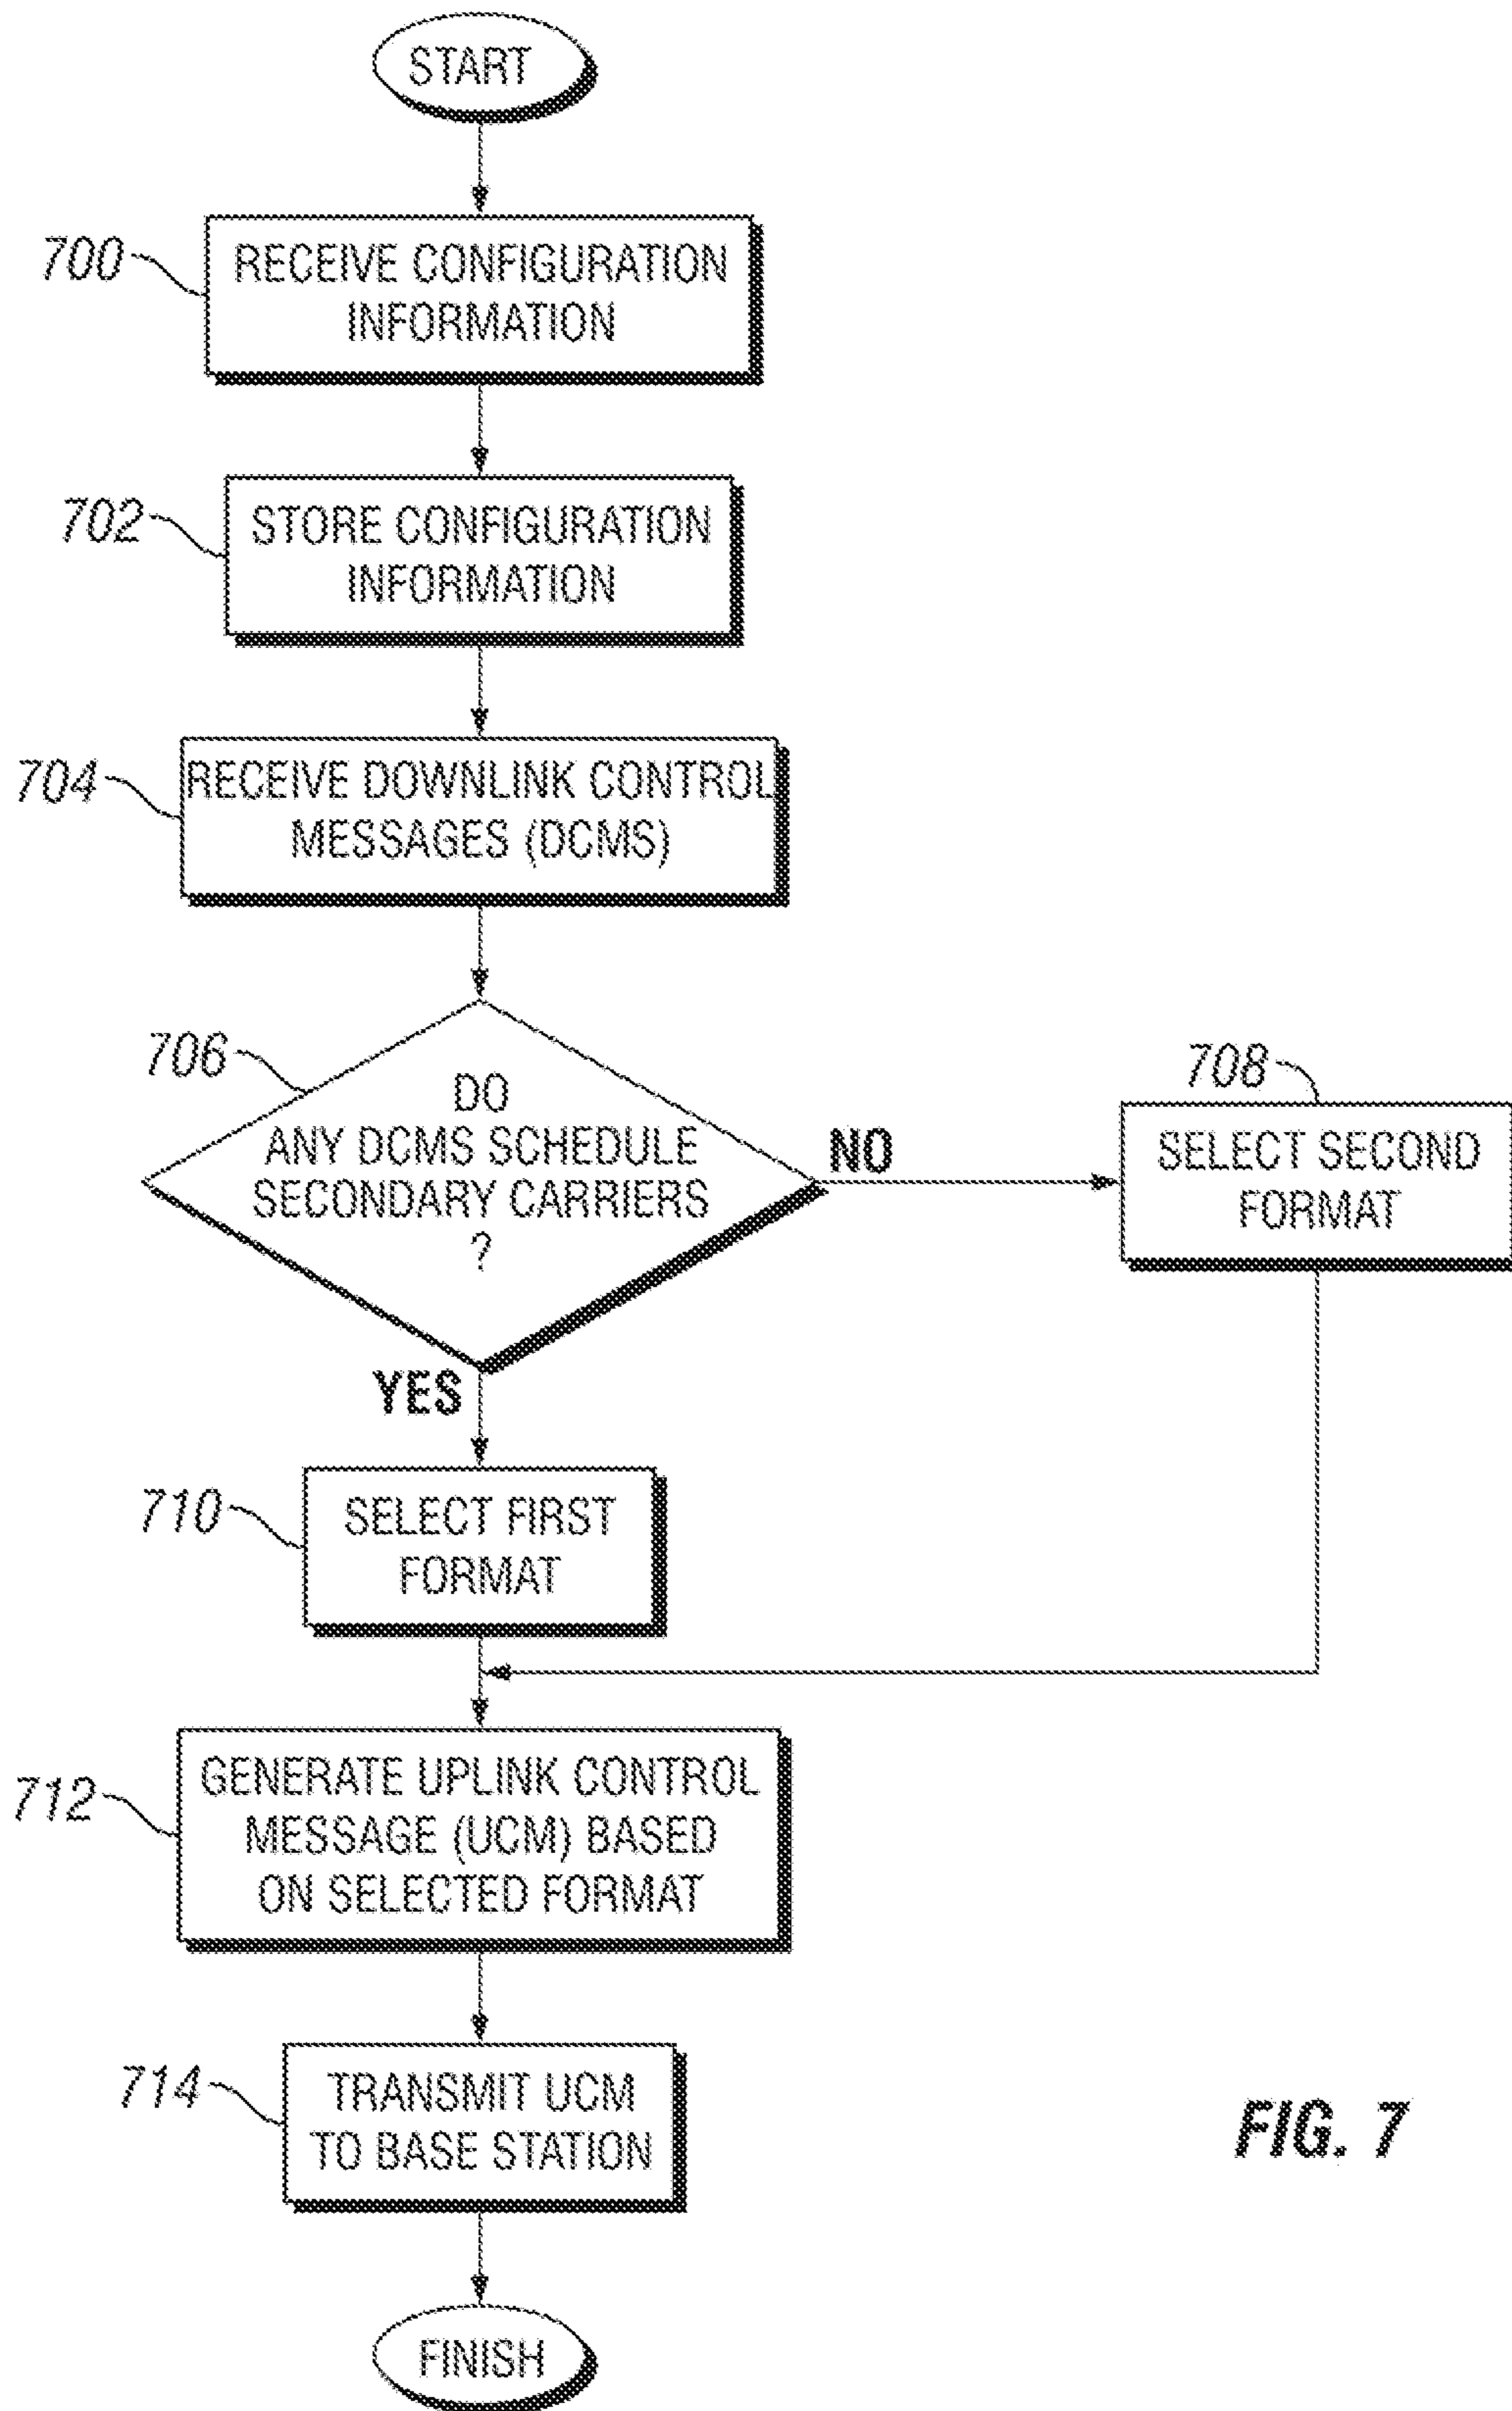 START
700
RECEIVE CONFIGURATION
INFORMATION
702
STORE CONFIGURATION
INFORMATION
704
RECEIVE DOWNLINK CONTROL
MESSAGES (DCMS)
706
DO
ANY DCMS SCHEDULE
SECONDARY CARRIERS
?
NO
708
SELECT SECOND
FORMAT
YES
710
SELECT FIRST
FORMAT
712
GENERATE UPLINK CONTROL
MESSAGE (UCM) BASED
ON SELECTED FORMAT
714
TRANSMIT UCM
TO BASE STATION
FINISH
FIG. 7